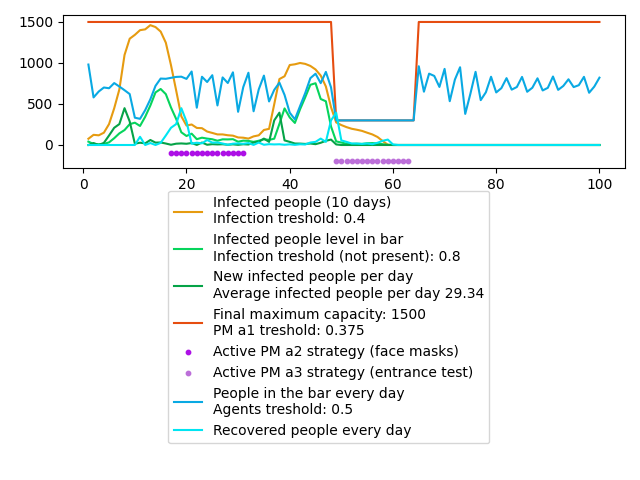 1500
1000
500
0
0 20 40 60 80 100
Infected people (10 days)
Infection treshold: 0.4
Infected people level in bar
Infection treshold (not present): 0.8
New infected people per day
Average infected people per day 29.34
Final maximum capacity: 1500
PM a1 treshold: 0.375
Active PM a2 strategy (face masks)
Active PM a3 strategy (entrance test)
People in the bar every day
Agents treshold: 0.5
Recovered people every day